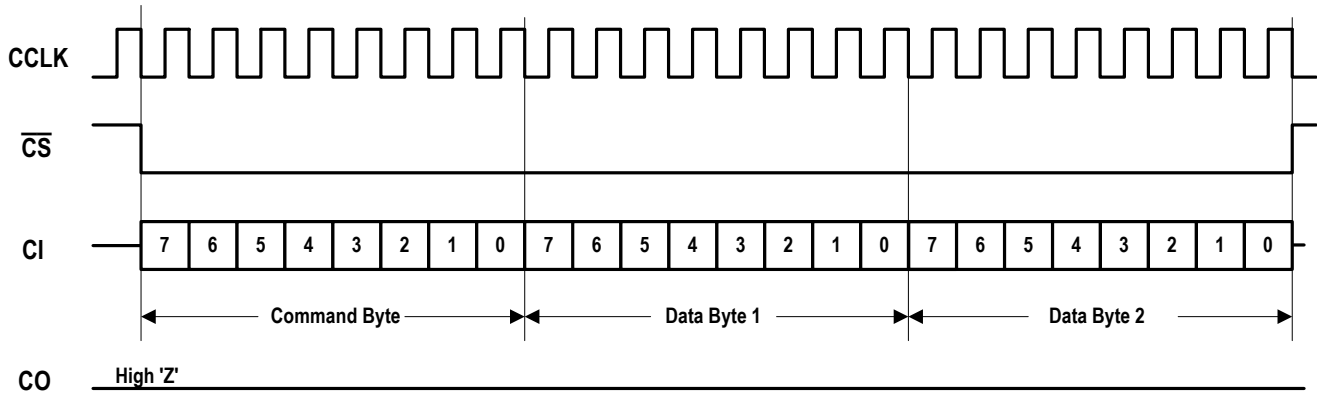 CCLK
CS
CI 7 6 5 4 3 2 1 0 7 6 5 4 3 2 1 0 7 6 5 4 3 2 1 0
Command Byte Data Byte 1 Data Byte 2
High 'Z'
CO